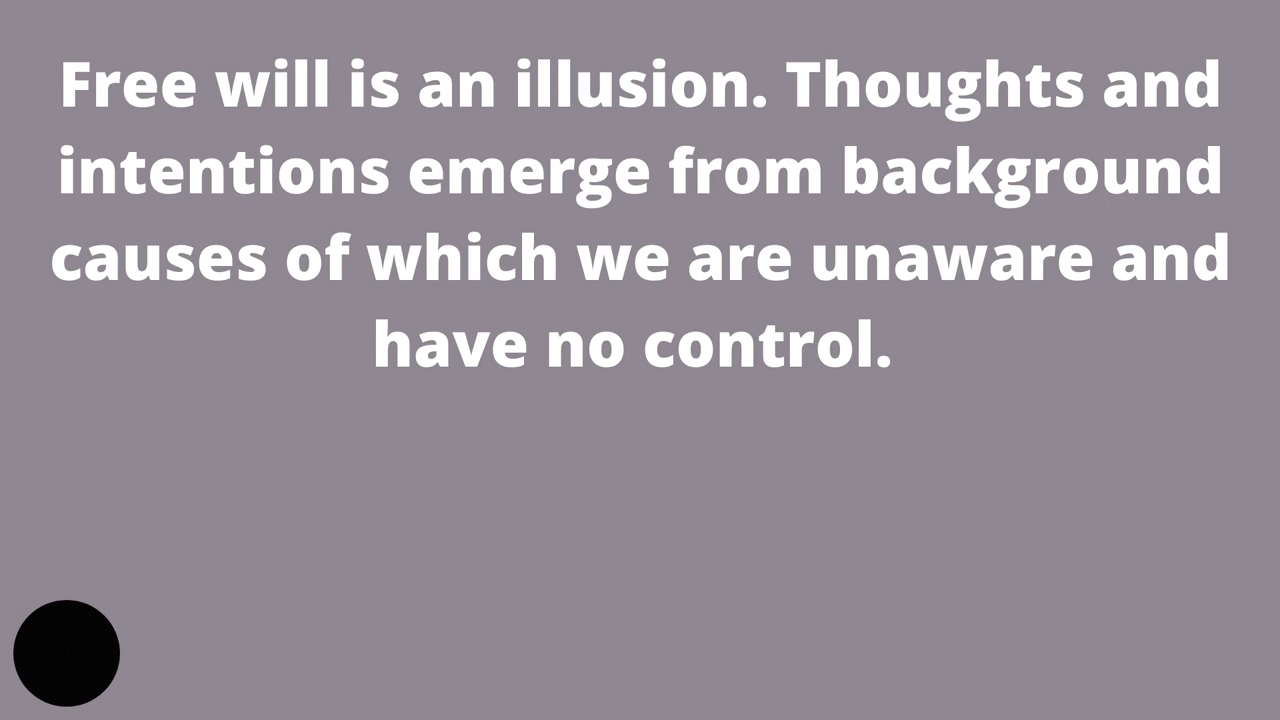 Free will is an illusion. Thoughts and
intentions emerge from background
causes of which we are unaware and
have no control.